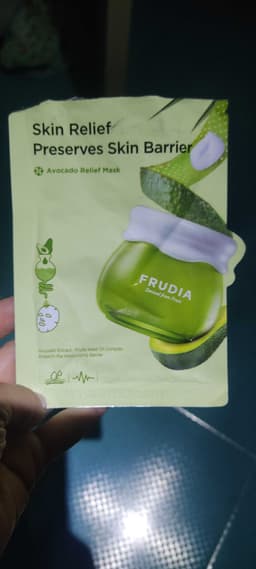 Skin Relief
Preserves Skin Barrier
Avocado Relief Mask
FRUDIA